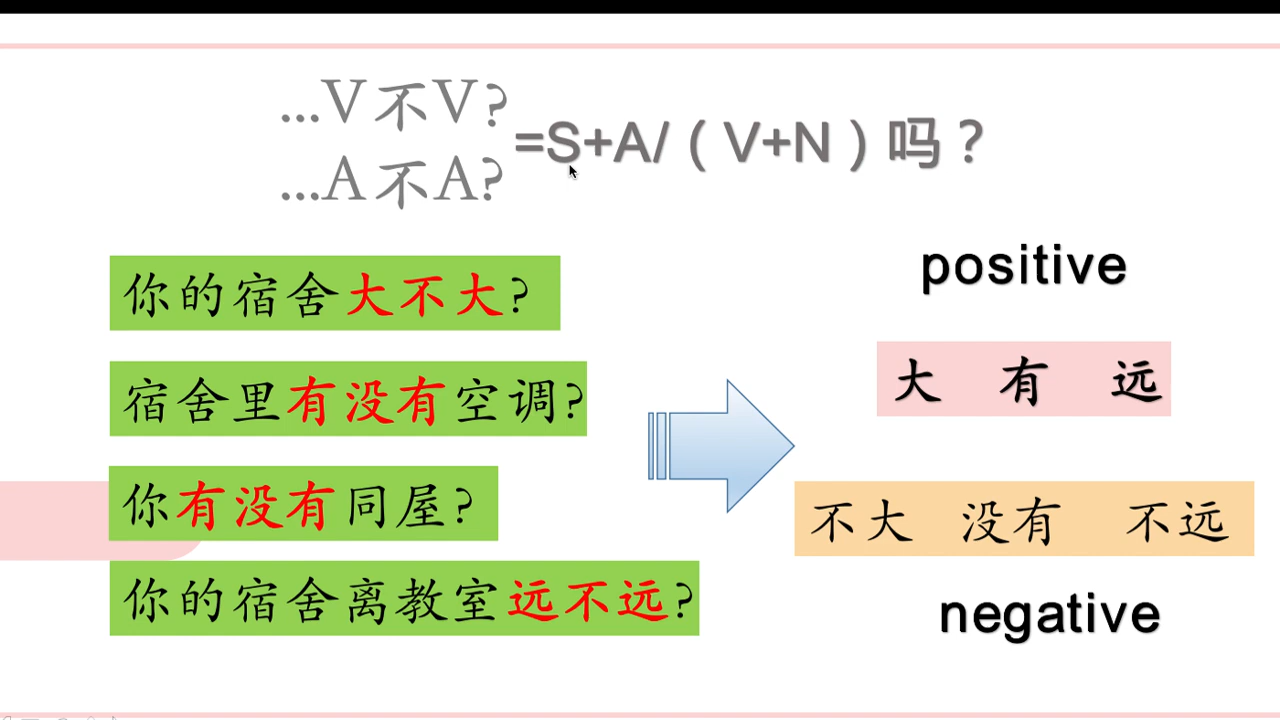 ...V不V?
...A不A?
=S+A/（V+N）吗？
你的宿舍大不大?
宿舍里有没有空调?
你有没有同屋?
你的宿舍离教室远不远?
positive
大 有 远
不大 没有 不远
negative